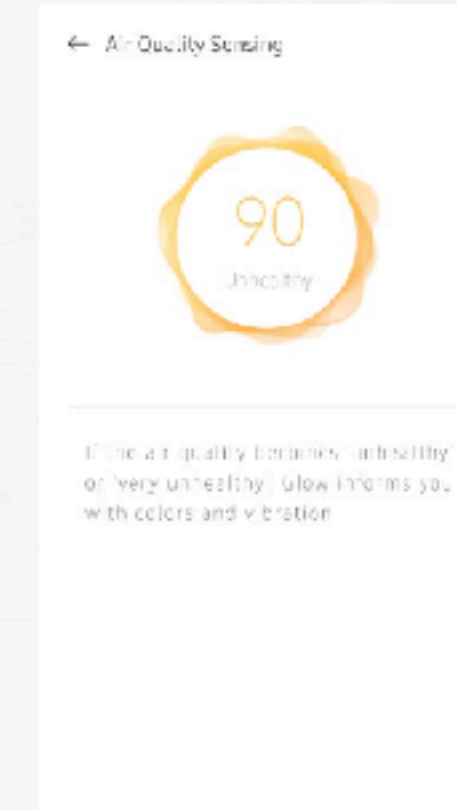 ← Air Quality Sensing
90
Unhealthy
If the air quality becomes 'unhealthy'
or 'very unhealthy', Glow informs you
with colors and vibration